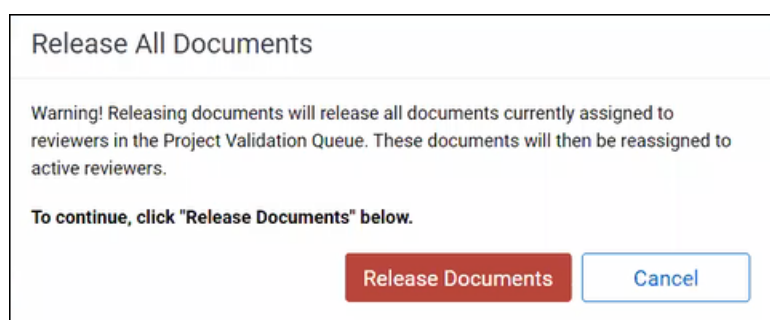 Release All Documents
Warning! Releasing documents will release all documents currently assigned to
reviewers in the Project Validation Queue. These documents will then be reassigned to
active reviewers.
To continue, click "Release Documents" below.
Release Documents
Cancel